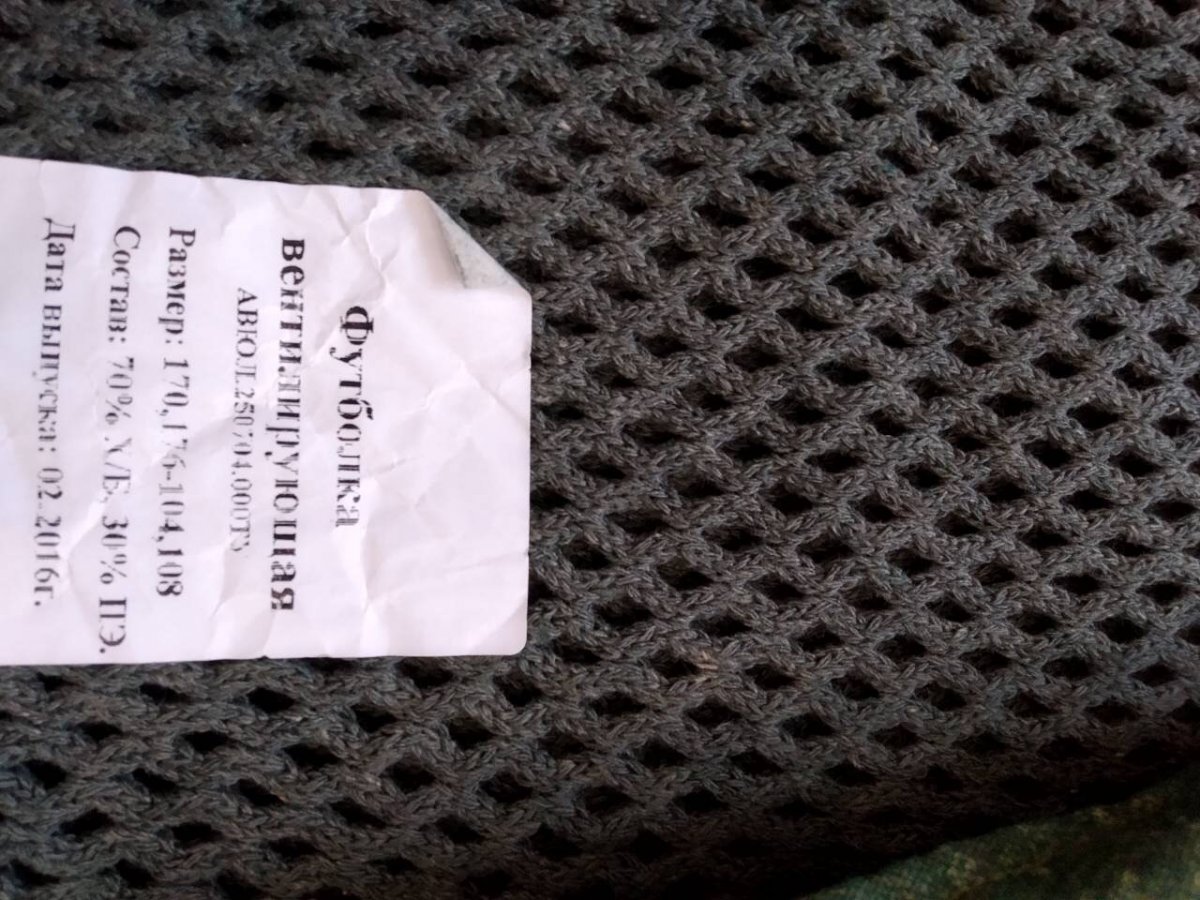 Футболка
вентилирующая
АВЮЛ.250704.000ТУ
Размер: 170,176-104,108
Состав: 70% Х/Б, 30% ПЭ.
Дата выпуска: 02.2016г.